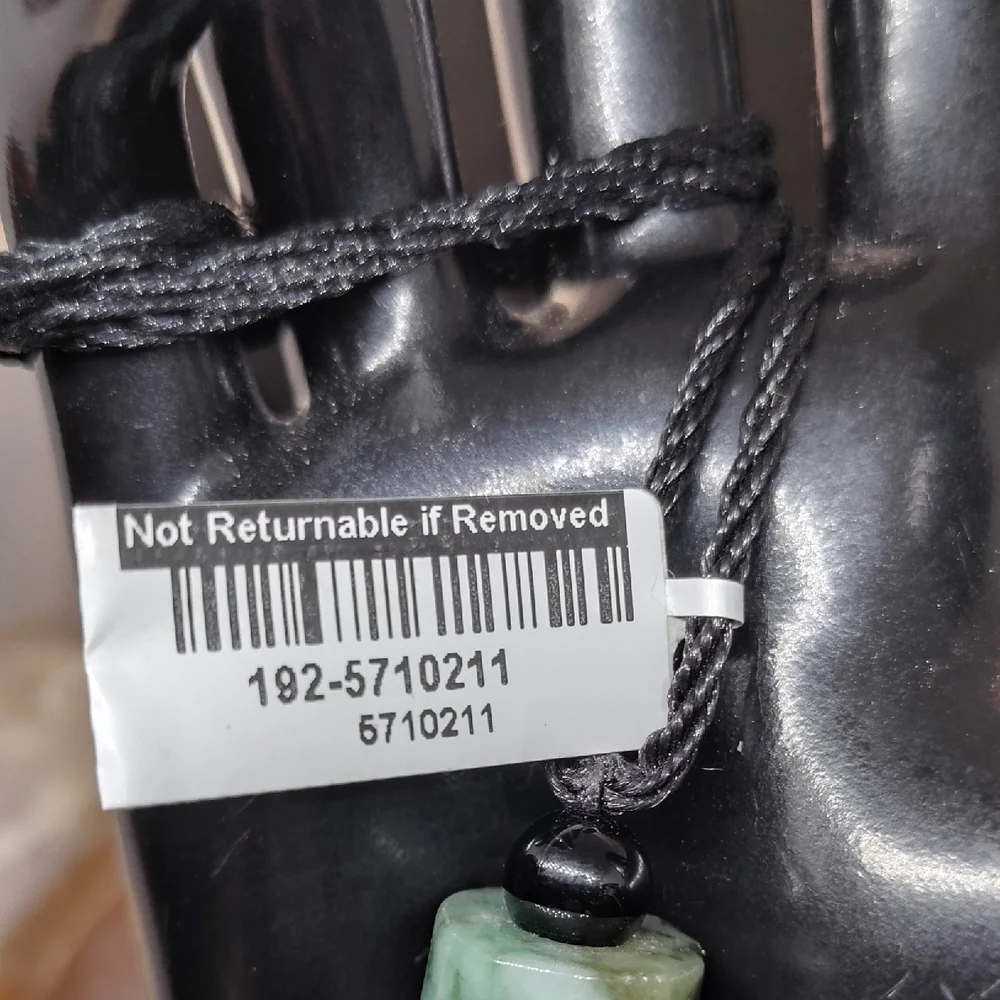 Not Returnable if Removed
192-5710211
5710211